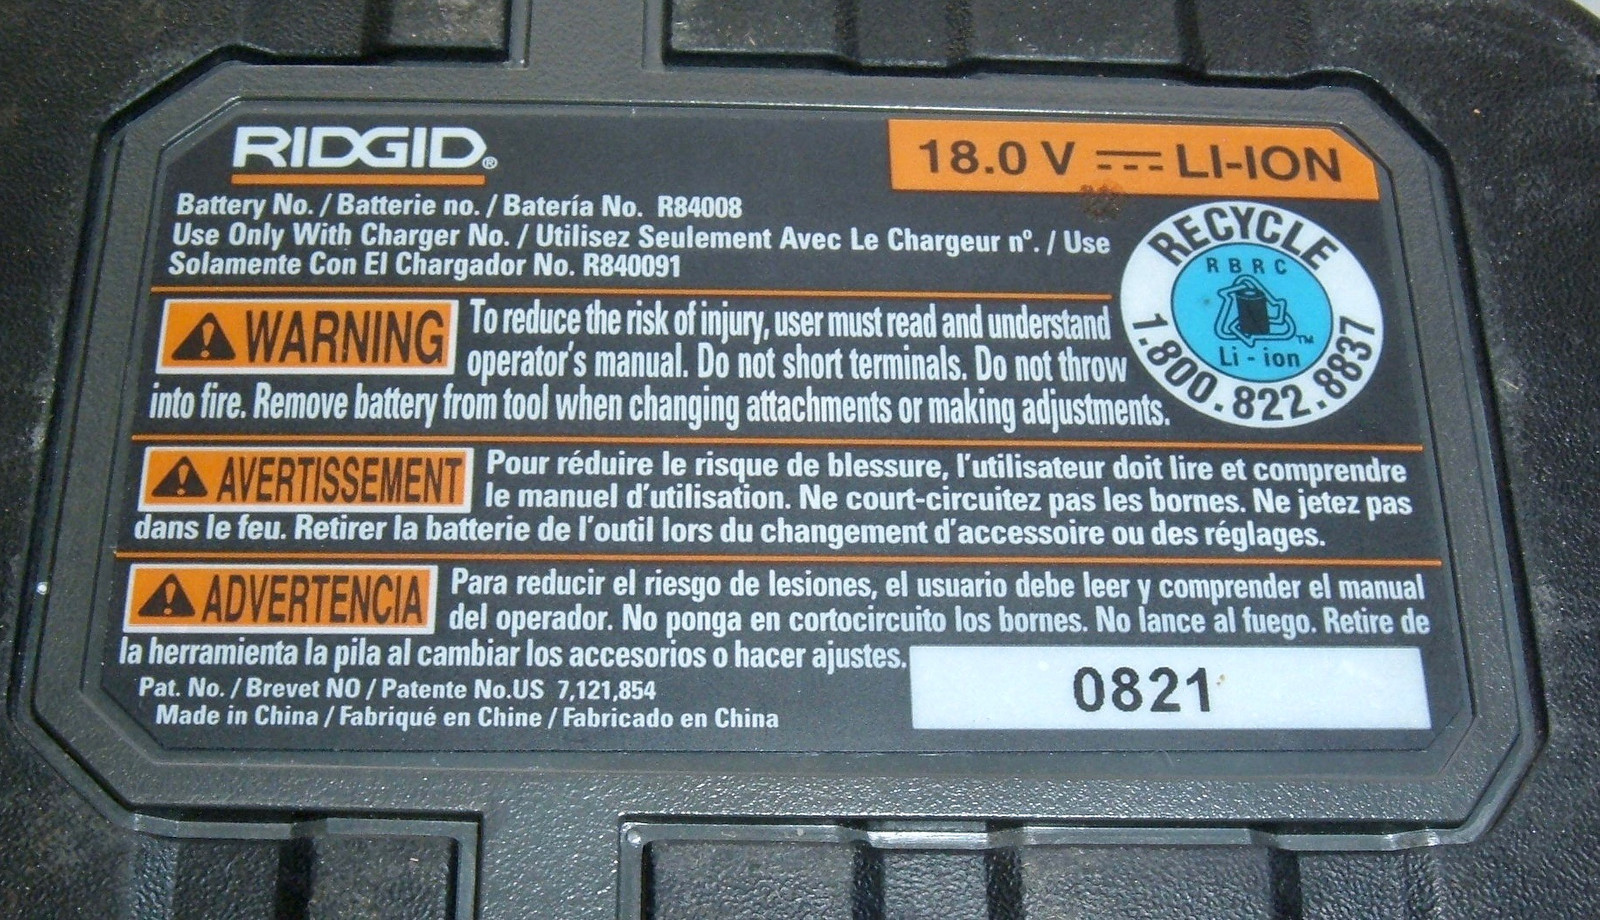 RIDGID®
18.0 V LI-ION
Battery No. / Batterie no. / Batería No. R84008
Use Only With Charger No. / Utilisez Seulement Avec Le Chargeur nº. / Use
Solamente Con El Chargador No. R840091
RECYCLE
RBRC
Li-ion
TM
1.800.822.8837
WARNING To reduce the risk of injury, user must read and understand
operator's manual. Do not short terminals. Do not throw
into fire. Remove battery from tool when changing attachments or making adjustments.
AVERTISSEMENT Pour réduire le risque de blessure, l'utilisateur doit lire et comprendre
le manuel d'utilisation. Ne court-circuitez pas les bornes. Ne jetez pas
dans le feu. Retirer la batterie de l'outil lors du changement d'accessoire ou des réglages.
ADVERTENCIA Para reducir el riesgo de lesiones, el usuario debe leer y comprender el manual
del operador. No ponga en cortocircuito los bornes. No lance al fuego. Retire de
la herramienta la pila al cambiar los accesorios o hacer ajustes.
Pat. No. / Brevet NO / Patente No.US 7,121,854
Made in China / Fabriqué en Chine / Fabricado en China
0821